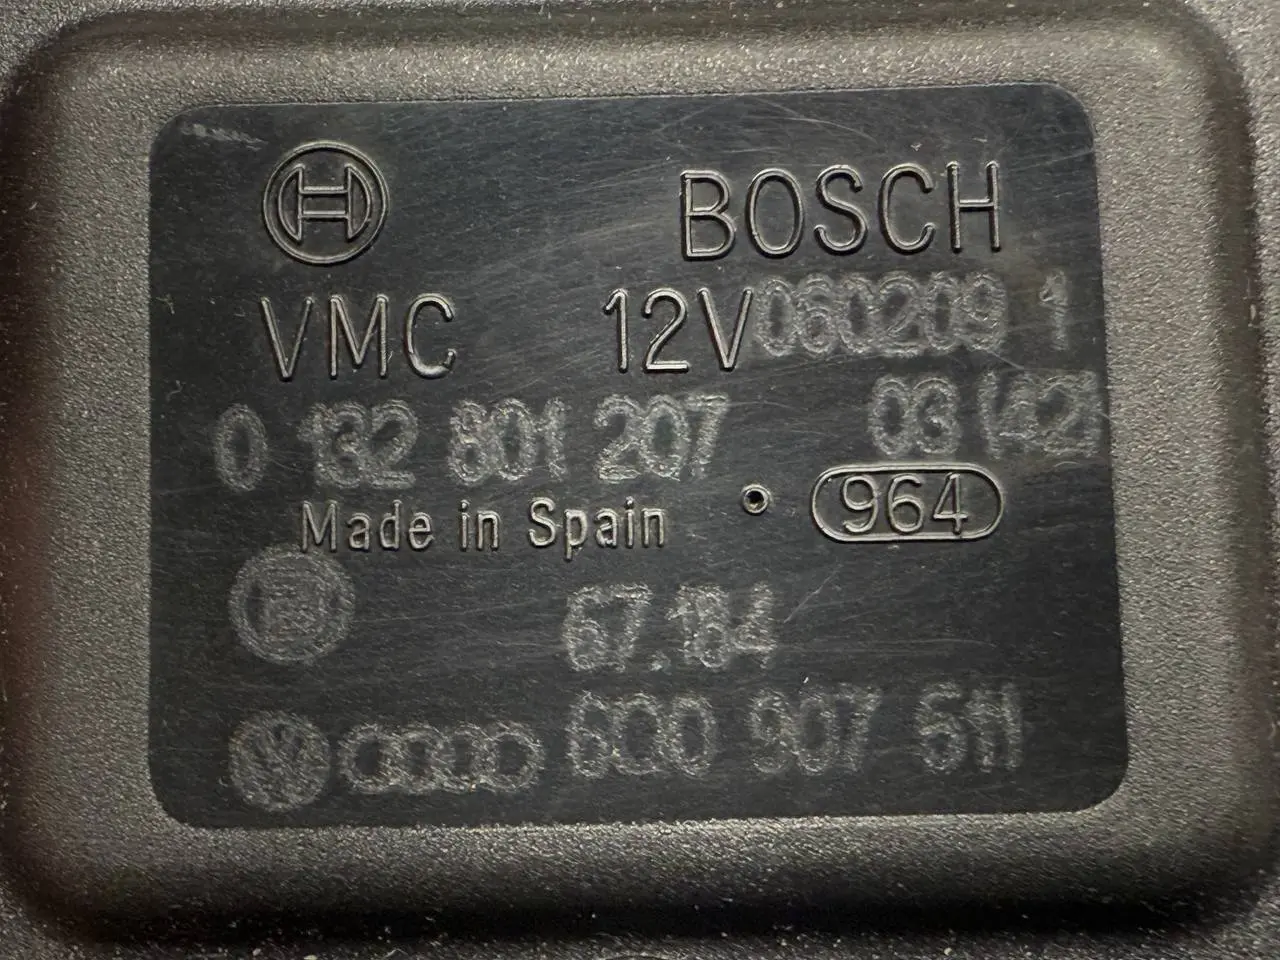 BOSCH
VMC 12V 060209 1
0 132 801 207 03 (42)
Made in Spain 964
67.184
6Q0 907 511